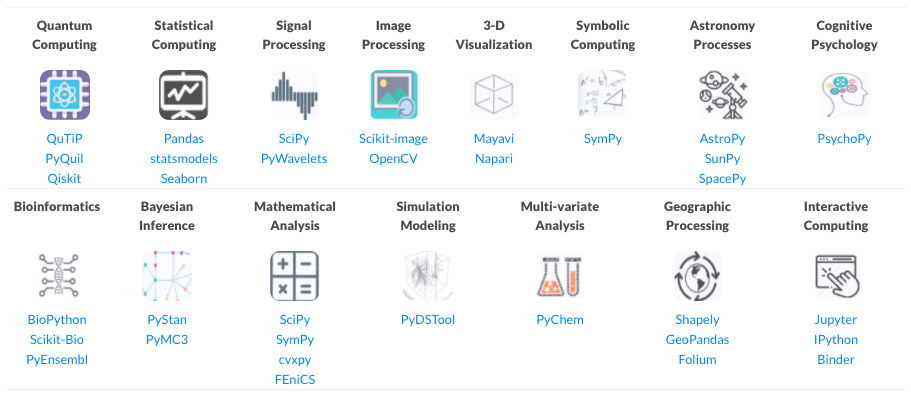 Quantum Computing
Statistical Computing
Signal Processing
Image Processing
3-D Visualization
Symbolic Computing
Astronomy Processes
Cognitive Psychology
QuTiP
PyQuil
Qiskit
Pandas
statsmodels
Seaborn
SciPy
PyWavelets
Scikit-image
OpenCV
Mayavi
Napari
SymPy
AstroPy
SunPy
SpacePy
PsychoPy
Bioinformatics
Bayesian Inference
Mathematical Analysis
Simulation Modeling
Multi-variate Analysis
Geographic Processing
Interactive Computing
BioPython
Scikit-Bio
PyEnsembl
PyStan
PyMC3
SciPy
SymPy
cvxpy
FEniCS
PyDSTool
PyChem
Shapely
GeoPandas
Folium
Jupyter
IPython
Binder